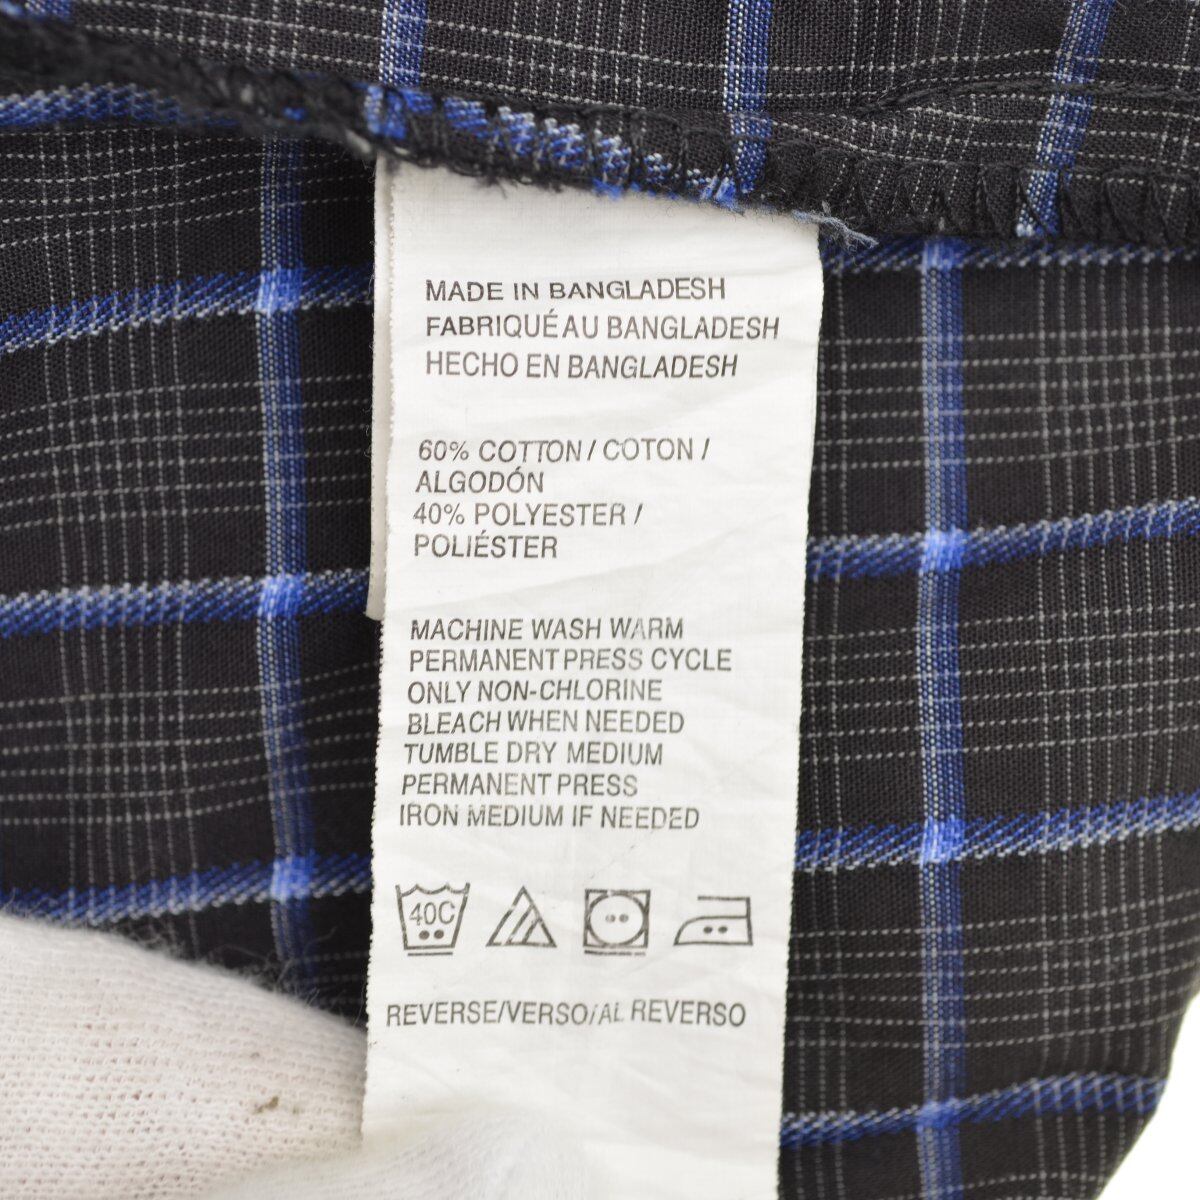 MADE IN BANGLADESH
FABRIQUÉ AU BANGLADESH
HECHO EN BANGLADESH
60% COTTON / COTON /
ALGODÓN
40% POLYESTER /
POLIÉSTER
MACHINE WASH WARM
PERMANENT PRESS CYCLE
ONLY NON-CHLORINE
BLEACH WHEN NEEDED
TUMBLE DRY MEDIUM
PERMANENT PRESS
IRON MEDIUM IF NEEDED
40C
REVERSE/VERSO/AL REVERSO